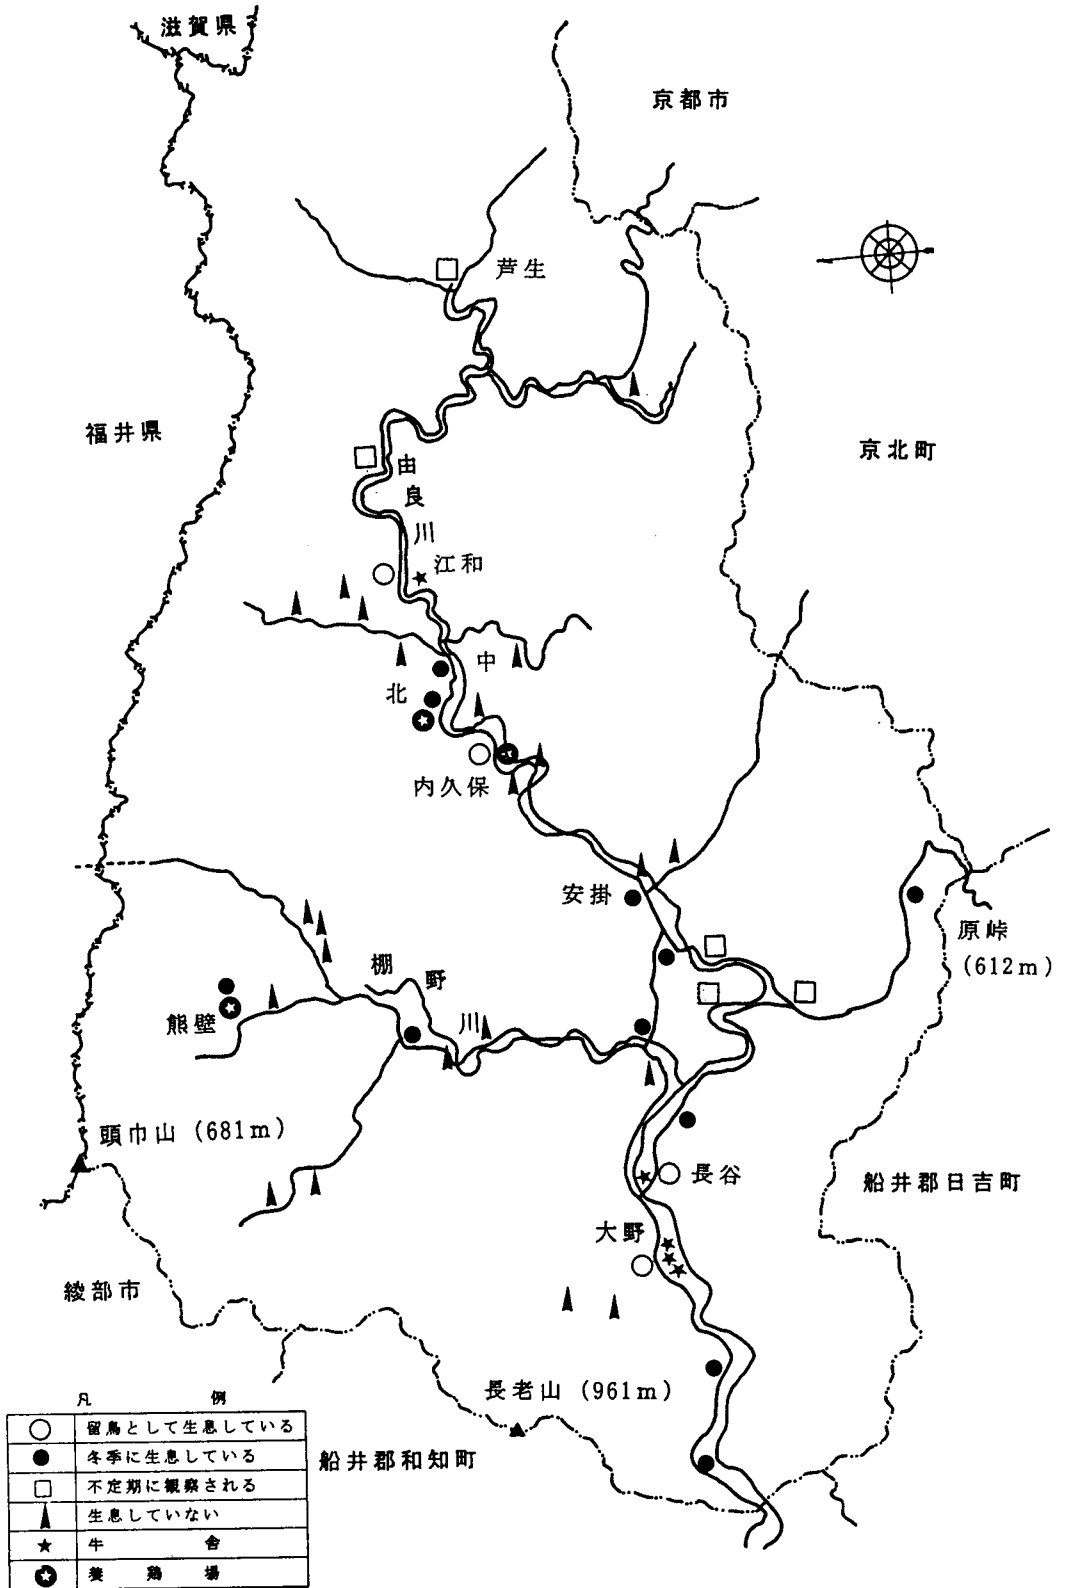 滋賀県
京都市
芦生
福井県
京北町
由良川
江和
中
北
内久保
安掛
原峠
(612m)
棚野川
熊壁
頭巾山 (681m)
長谷
船井郡日吉町
大野
綾部市
長老山 (961m)
船井郡和知町
凡例
留鳥として生息している
冬季に生息している
不定期に観察される
生息していない
牛舎
養鶏場